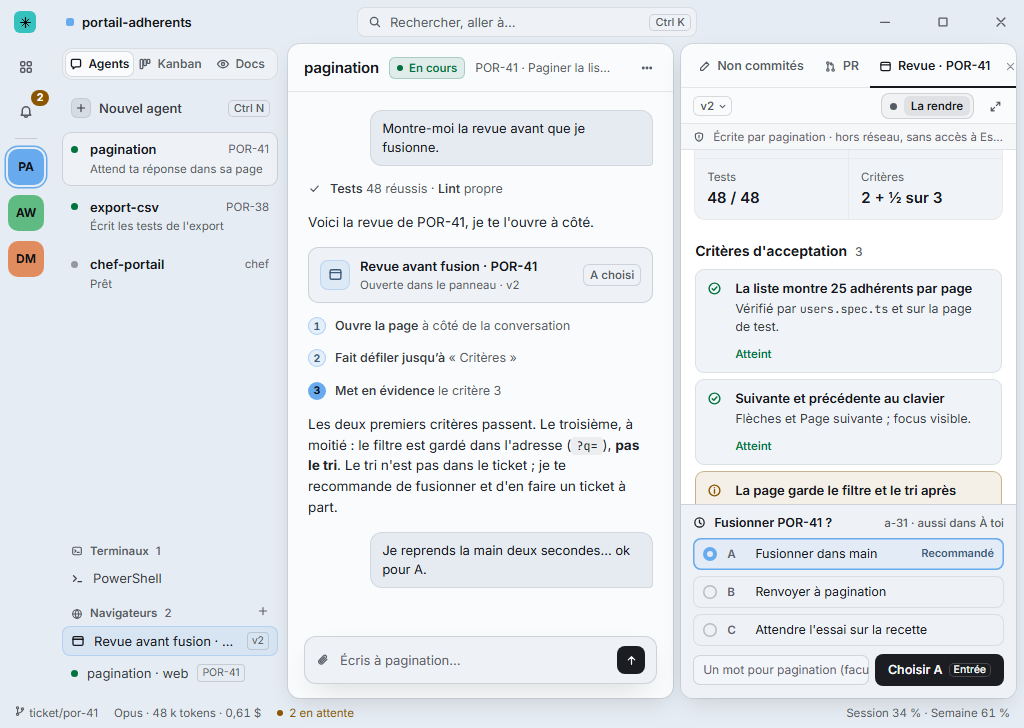 portail-adherents
Rechercher, aller à...
Ctrl K
2
PA
AW
DM
Agents
Kanban
Docs
Nouvel agent
Ctrl N
pagination
POR-41
Attend ta réponse dans sa page
export-csv
POR-38
Écrit les tests de l'export
chef-portail
chef
Prêt
Terminaux 1
PowerShell
Navigateurs 2
Revue avant fusion · ...
v2
pagination · web
POR-41
pagination
En cours
POR-41 · Paginer la lis...
Montre-moi la revue avant que je
fusionne.
Tests 48 réussis · Lint propre
Voici la revue de POR-41, je te l'ouvre à côté.
Revue avant fusion · POR-41
Ouverte dans le panneau · v2
A choisi
1 Ouvre la page à côté de la conversation
2 Fait défiler jusqu'à « Critères »
3 Met en évidence le critère 3
Les deux premiers critères passent. Le troisième, à
moitié : le filtre est gardé dans l'adresse ( ?q= ), pas
le tri. Le tri n'est pas dans le ticket ; je te
recommande de fusionner et d'en faire un ticket à
part.
Je reprends la main deux secondes... ok
pour A.
Écris à pagination...
Non commités
PR
Revue · POR-41
v2
La rendre
Écrite par pagination · hors réseau, sans accès à Es...
Tests
48 / 48
Critères
2 + ½ sur 3
Critères d'acceptation 3
La liste montre 25 adhérents par page
Vérifié par users.spec.ts et sur la page
de test.
Atteint
Suivante et précédente au clavier
Flèches et Page suivante ; focus visible.
Atteint
La page garde le filtre et le tri après
Fusionner POR-41 ?
a-31 · aussi dans À toi
A Fusionner dans main
Recommandé
B Renvoyer à pagination
C Attendre l'essai sur la recette
Un mot pour pagination (facu
Choisir A
Entrée
ticket/por-41
Opus · 48 k tokens · 0,61 $
2 en attente
Session 34 % · Semaine 61 %